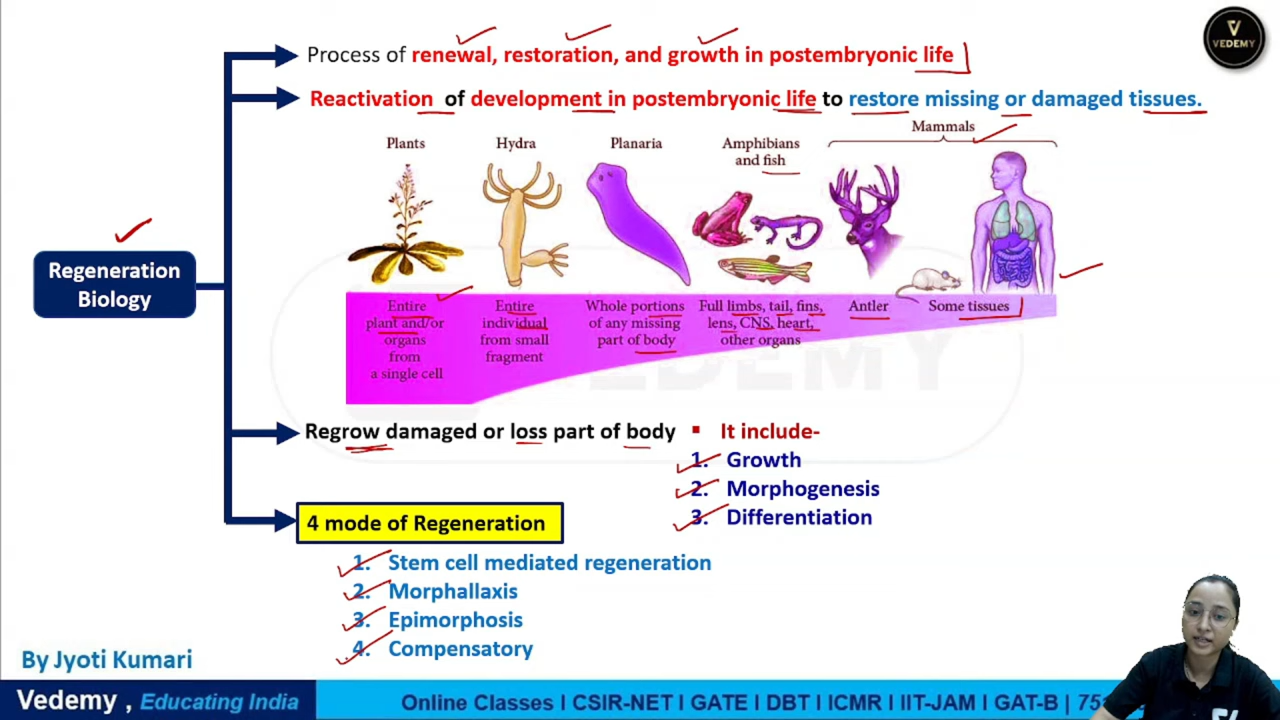 V
VEDEMY
Process of renewal, restoration, and growth in postembryonic life
Reactivation of development in postembryonic life to restore missing or damaged tissues.
Mammals
Plants
Hydra
Planaria
Amphibians
and fish
Regeneration
Biology
Entire
plant and/or
organs
from
a single cell
Entire
individual
from small
fragment
Whole portions
of any missing
part of body
Full limbs, tail, fins,
lens, CNS, heart,
other organs
Antler
Some tissues
VEDEMY
Regrow damaged or loss part of body
▪ It include-
1. Growth
2. Morphogenesis
3. Differentiation
4 mode of Regeneration
1. Stem cell mediated regeneration
2. Morphallaxis
3. Epimorphosis
4. Compensatory
By Jyoti Kumari
Vedemy , Educating India
Online Classes I CSIR-NET I GATE I DBT I ICMR I IIT-JAM I GAT-B | 75